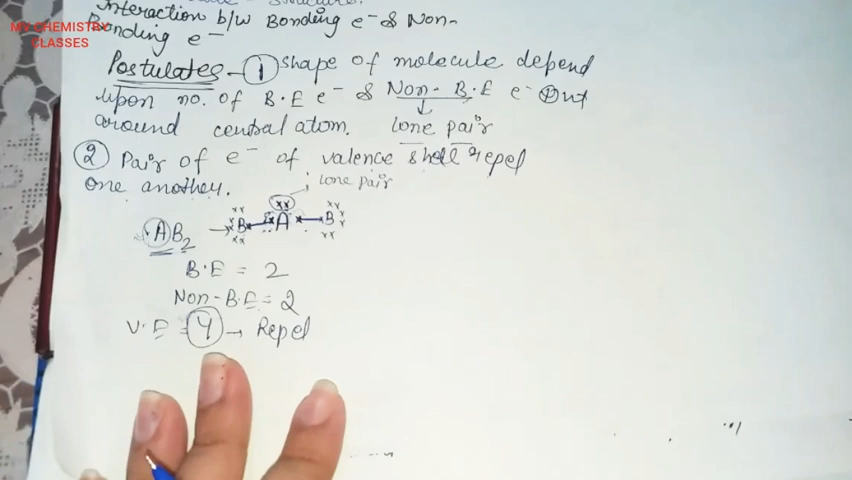 Interaction b/w Bonding e⁻ & Non-
Bonding e⁻
MY CHEMISTRY
CLASSES
Postulates - ① shape of molecule depend
upon no. of B.E e⁻ & Non-B.E e⁻
around central atom. lone pair
② Pair of e⁻ of valence shell repel
one another.
lone pair
AB₂ → B A B
B.E = 2
Non-B.E = 2
V.E = 4 → Repel